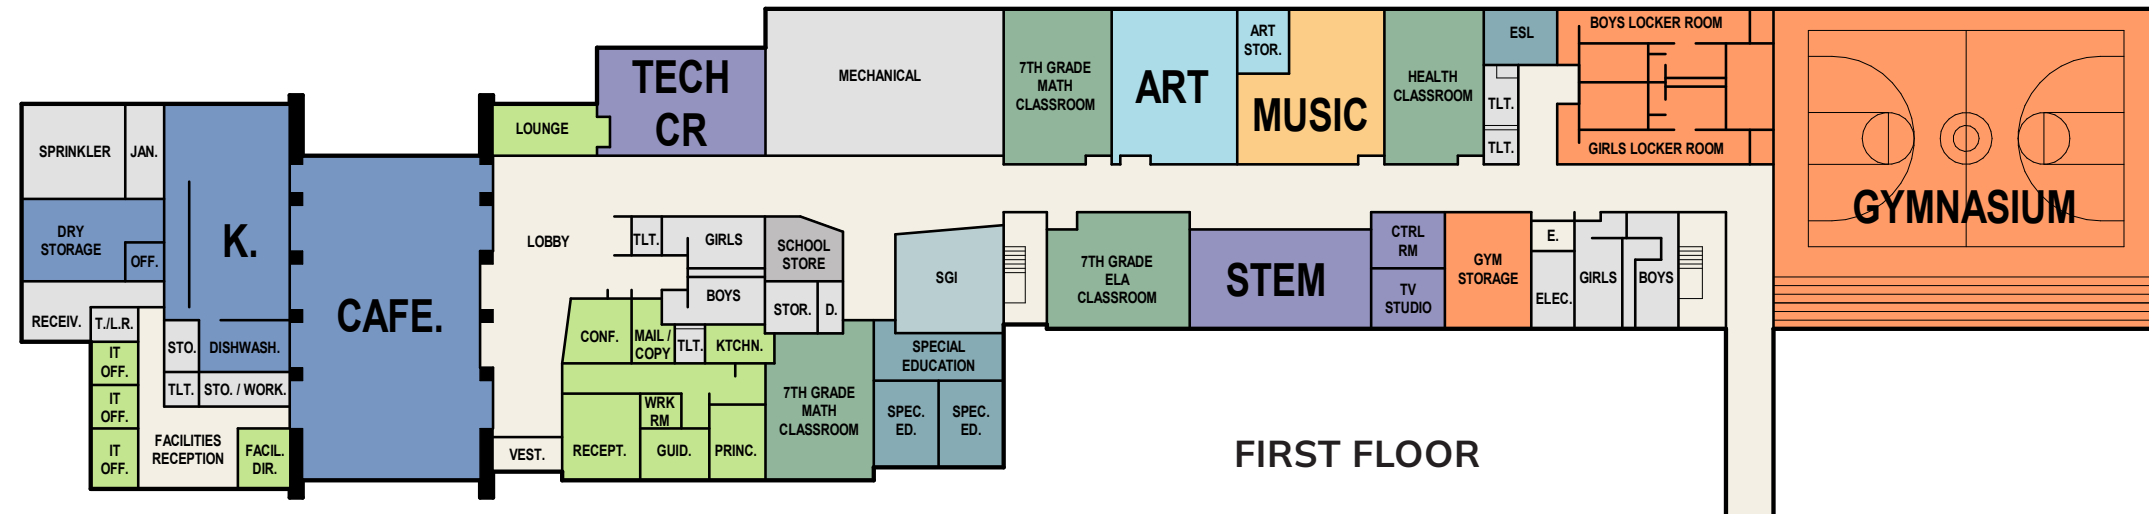 BOYS LOCKER ROOM
ART
STOR.
ESL
TECH
CR
MECHANICAL
7TH GRADE
MATH
CLASSROOM
ART
MUSIC
HEALTH
CLASSROOM
TLT.
TLT.
GIRLS LOCKER ROOM
GYMNASIUM
LOUNGE
SPRINKLER
JAN.
DRY
STORAGE
OFF.
K.
CAFE.
LOBBY
TLT.
GIRLS
SCHOOL
STORE
SGI
7TH GRADE
ELA
CLASSROOM
STEM
CTRL
RM
TV
STUDIO
GYM
STORAGE
E.
ELEC.
GIRLS
BOYS
BOYS
STOR.
D.
RECEIV.
T./L.R.
IT
OFF.
IT
OFF.
IT
OFF.
STO.
DISHWASH.
TLT.
STO. / WORK.
FACILITIES
RECEPTION
FACIL.
DIR.
CONF.
MAIL /
COPY
TLT.
KTCHN.
SPECIAL
EDUCATION
7TH GRADE
MATH
CLASSROOM
WRK
RM
SPEC.
ED.
SPEC.
ED.
VEST.
RECEPT.
GUID.
PRINC.
FIRST FLOOR